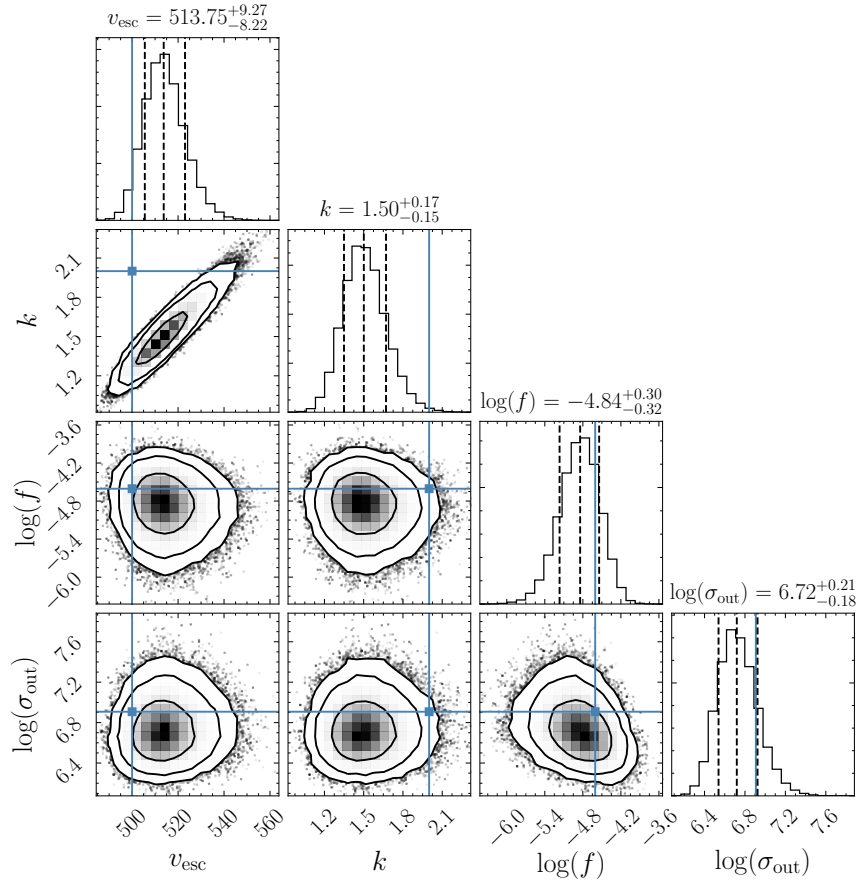 v_esc = 513.75 +9.27 −8.22
k = 1.50 +0.17 −0.15
2.1
1.8
1.5
1.2
k
log(f) = −4.84 +0.30 −0.32
−3.6
−4.2
−4.8
−5.4
−6.0
log(f)
log(σ_out) = 6.72 +0.21 −0.18
7.6
7.2
6.8
6.4
log(σ_out)
500 520 540 560 1.2 1.5 1.8 2.1 −6.0 −5.4 −4.8 −4.2 −3.6 6.4 6.8 7.2 7.6
v_esc k log(f) log(σ_out)